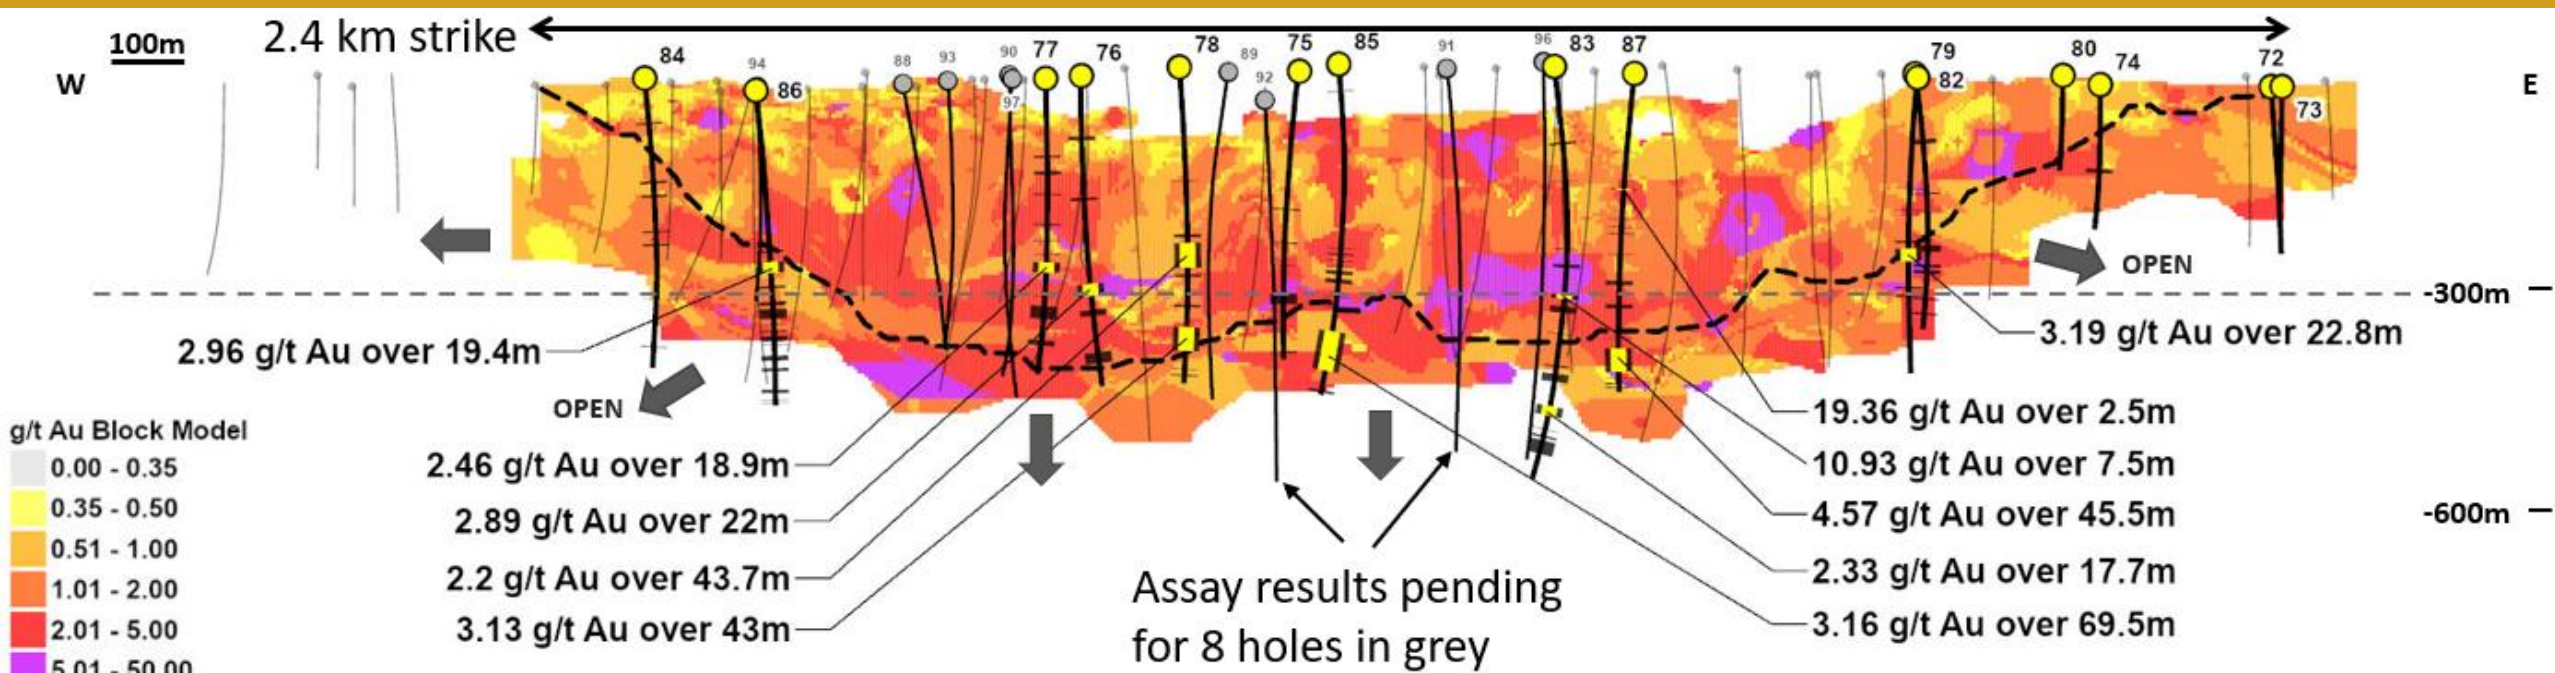 2.4 km strike
100m
W
E
84
94
86
88
93
90
97
77
76
78
89
92
75
85
91
96
83
87
79
82
80
74
72
73
OPEN
-300m
2.96 g/t Au over 19.4m
3.19 g/t Au over 22.8m
OPEN
g/t Au Block Model
0.00 - 0.35
0.35 - 0.50
0.51 - 1.00
1.01 - 2.00
2.01 - 5.00
5.01 - 50.00
2.46 g/t Au over 18.9m
2.89 g/t Au over 22m
2.2 g/t Au over 43.7m
3.13 g/t Au over 43m
Assay results pending
for 8 holes in grey
19.36 g/t Au over 2.5m
10.93 g/t Au over 7.5m
4.57 g/t Au over 45.5m
2.33 g/t Au over 17.7m
3.16 g/t Au over 69.5m
-600m